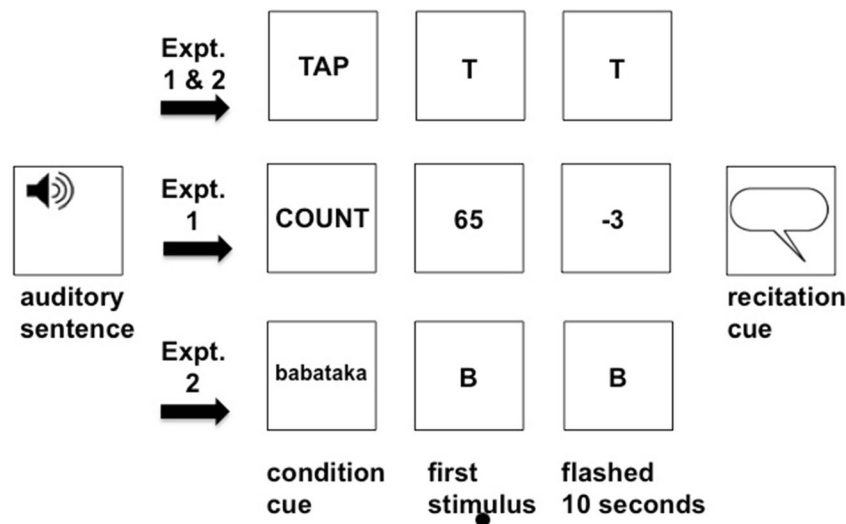 Expt.
1 & 2
TAP
T
T
auditory
sentence
Expt.
1
COUNT
65
-3
recitation
cue
Expt.
2
babataka
B
B
condition
cue
first
stimulus
flashed
10 seconds